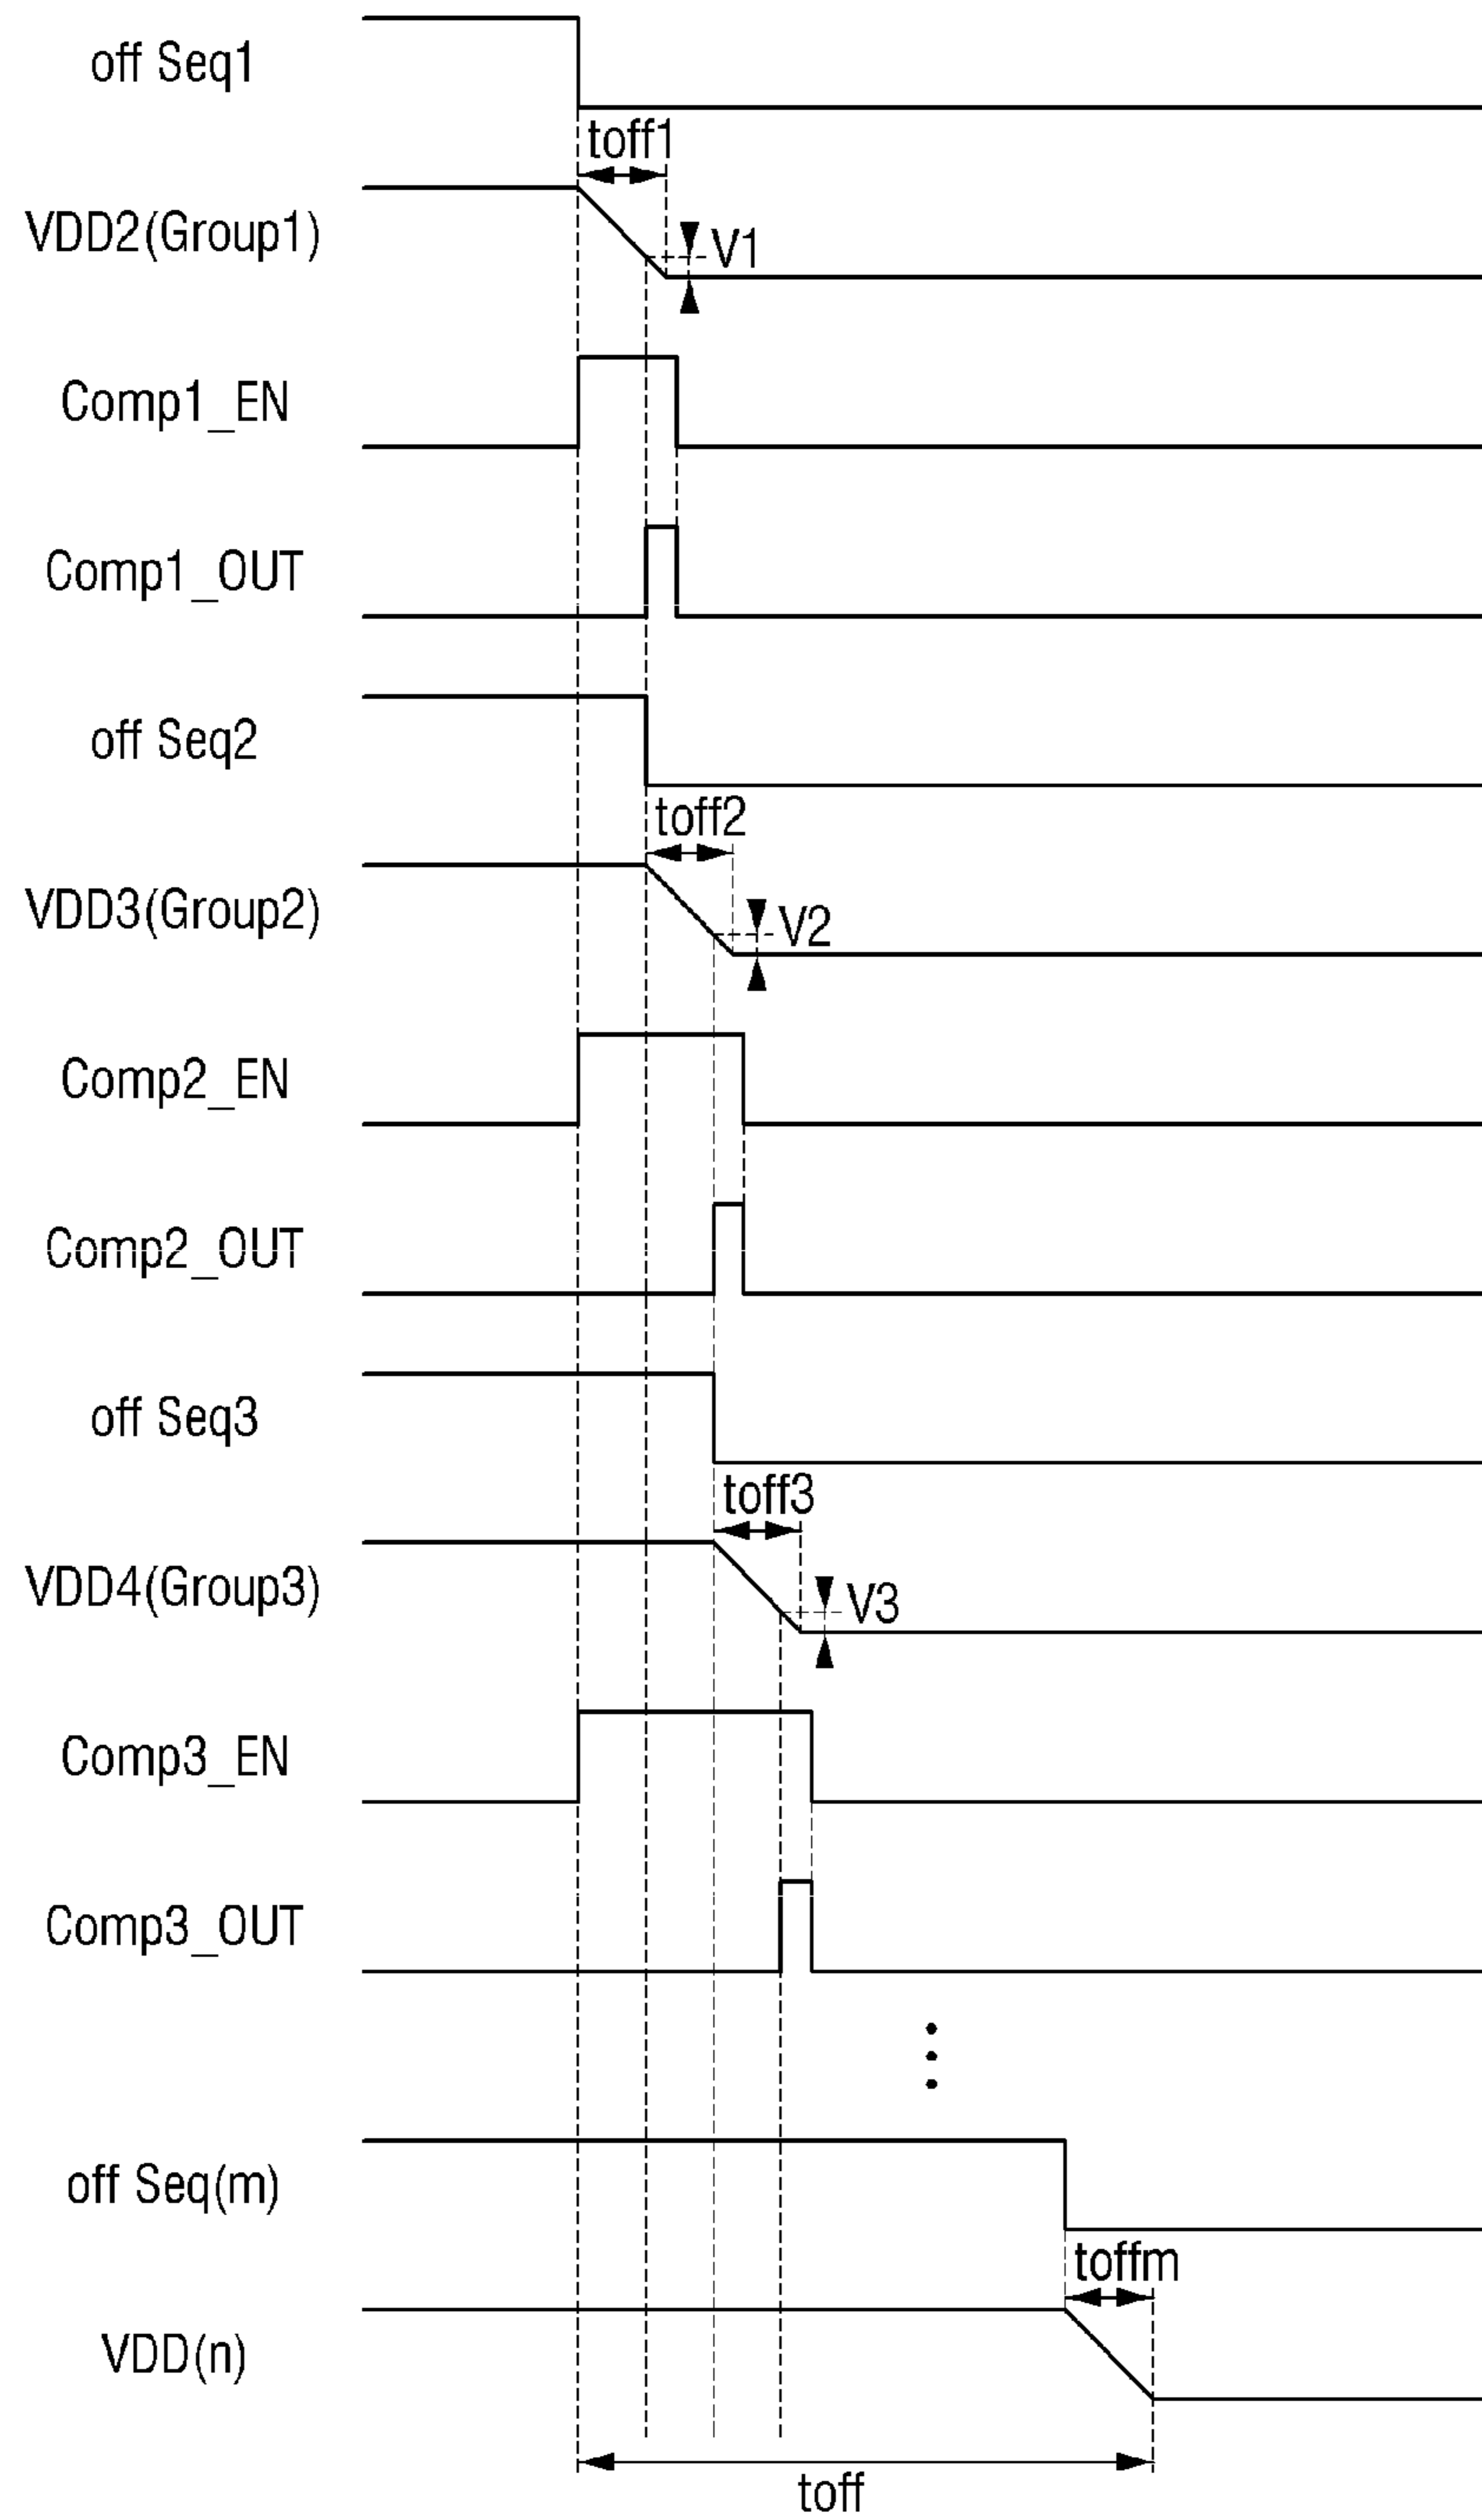 off Seq1
toff1
VDD2(Group1)
V1
Comp1_EN
Comp1_OUT
off Seq2
toff2
VDD3(Group2)
V2
Comp2_EN
Comp2_OUT
off Seq3
toff3
VDD4(Group3)
V3
Comp3_EN
Comp3_OUT
off Seq(m)
toffm
VDD(n)
toff